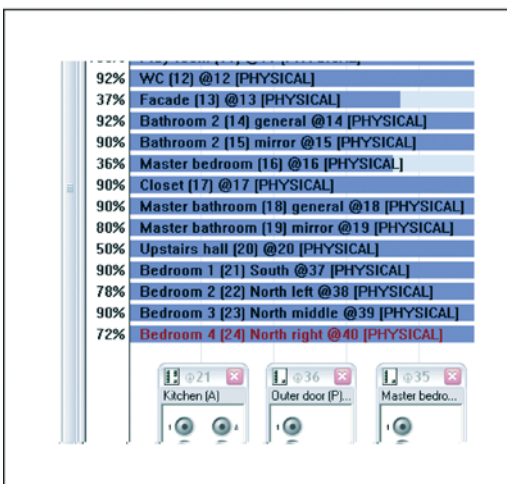 92% WC (12) @12 [PHYSICAL]
37% Facade (13) @13 [PHYSICAL]
92% Bathroom 2 (14) general @14 [PHYSICAL]
90% Bathroom 2 (15) mirror @15 [PHYSICAL]
36% Master bedroom (16) @16 [PHYSICAL]
90% Closet (17) @17 [PHYSICAL]
90% Master bathroom (18) general @18 [PHYSICAL]
80% Master bathroom (19) mirror @19 [PHYSICAL]
50% Upstairs hall (20) @20 [PHYSICAL]
90% Bedroom 1 (21) South @37 [PHYSICAL]
78% Bedroom 2 (22) North left @38 [PHYSICAL]
90% Bedroom 3 (23) North middle @39 [PHYSICAL]
72% Bedroom 4 (24) North right @40 [PHYSICAL]
21 36 35
Kitchen (A) Outer door (P)... Master bedro...
1 4 1 1